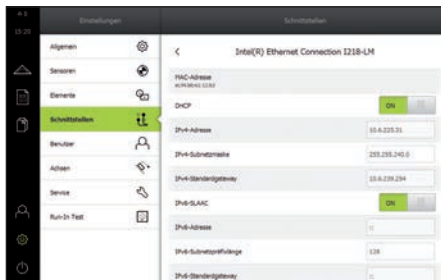 15:20
Einstellungen
Schnittstellen
Allgemein
Sensoren
Elemente
Schnittstellen
Benutzer
Achsen
Service
Run-In Test
Intel(R) Ethernet Connection I218-LM
MAC-Adresse
DHCP
ON
IPv4-Adresse
10.6.225.31
IPv4-Subnetzmaske
255.255.240.0
IPv4-Standardgateway
10.6.239.254
IPv6-SLAAC
ON
IPv6-Adresse
::
IPv6-Subnetzpräfixlänge
128
IPv6-Standardgateway
::